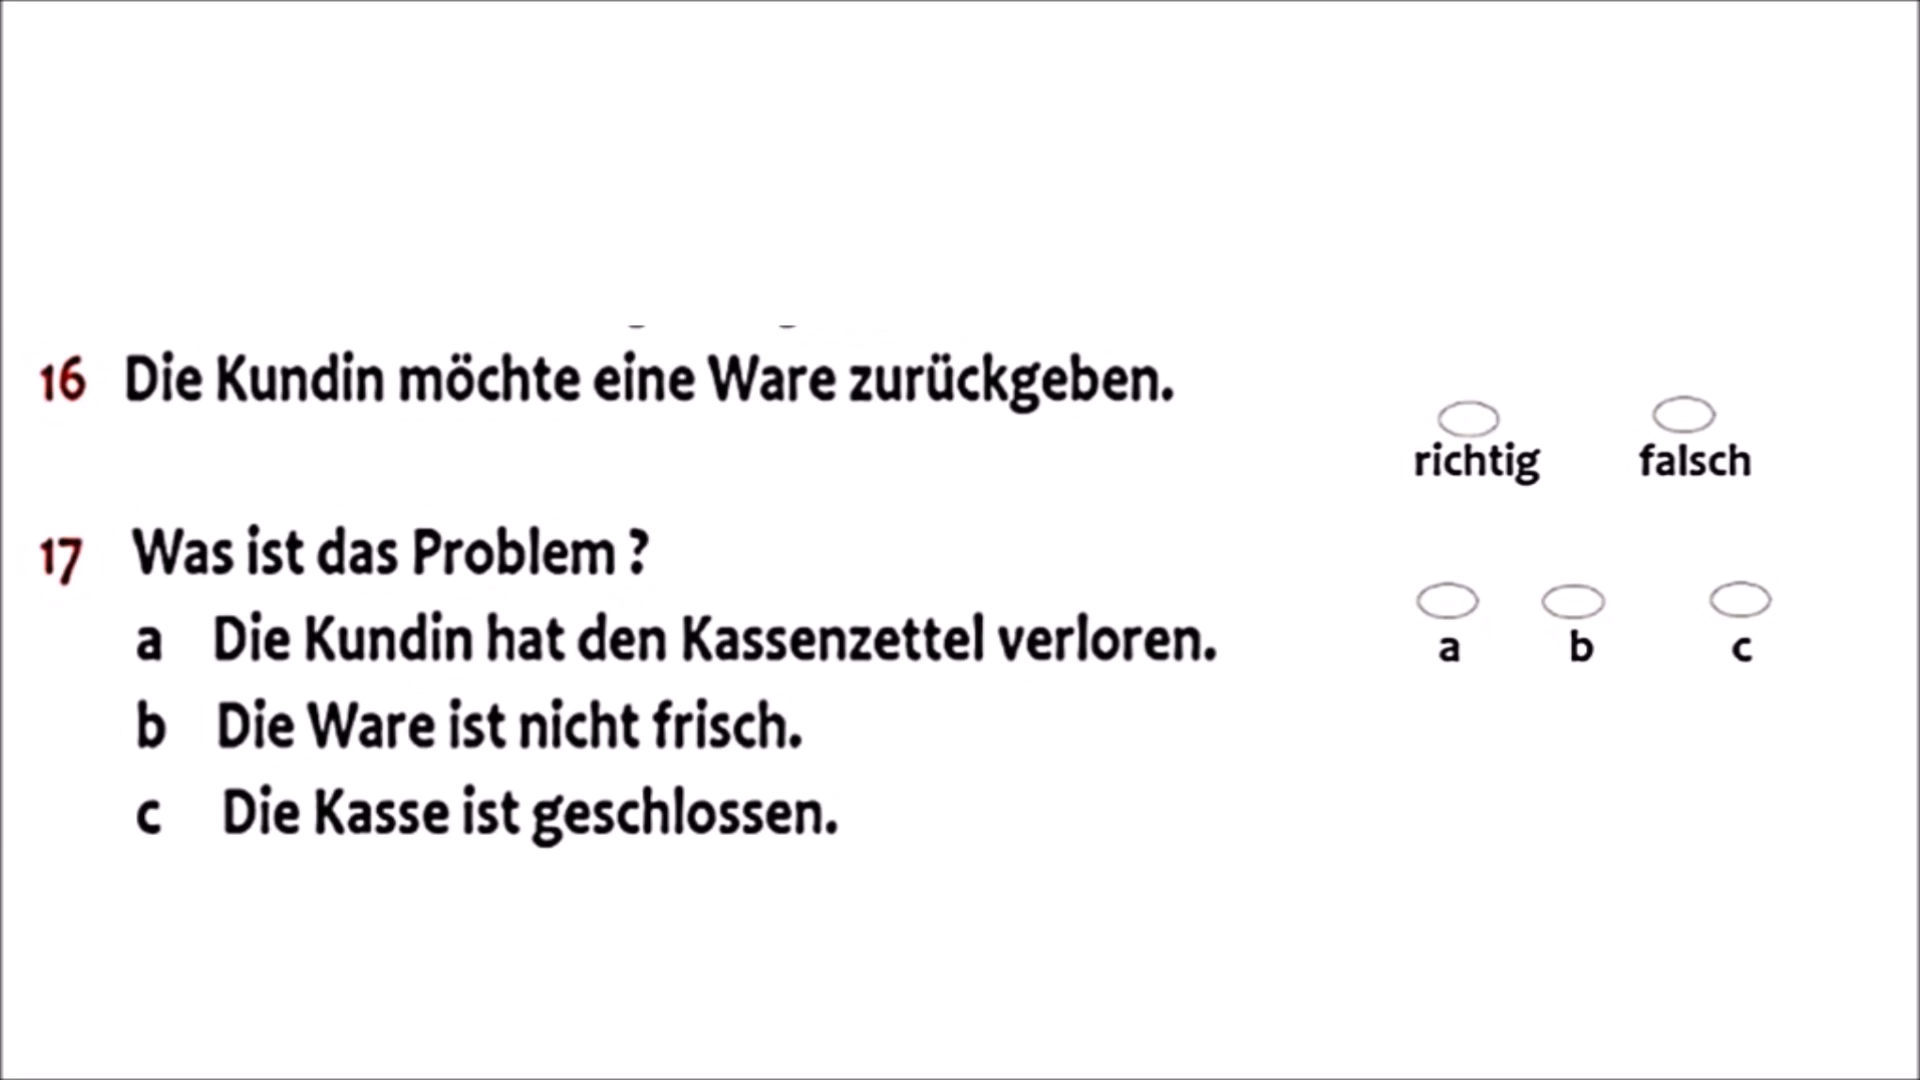 16 Die Kundin möchte eine Ware zurückgeben.
richtig falsch
17 Was ist das Problem ?
a Die Kundin hat den Kassenzettel verloren.
a b c
b Die Ware ist nicht frisch.
c Die Kasse ist geschlossen.